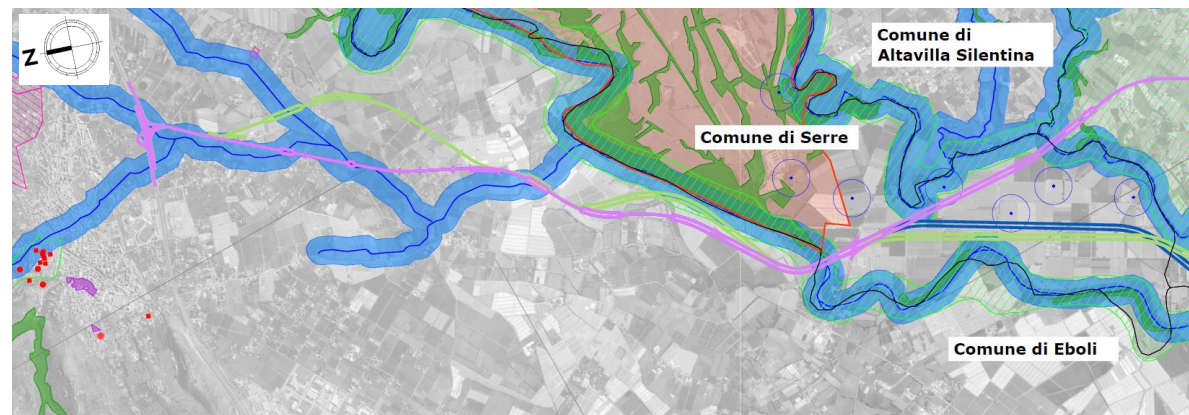 N
Comune di
Altavilla Silentina
Comune di Serre
Comune di Eboli